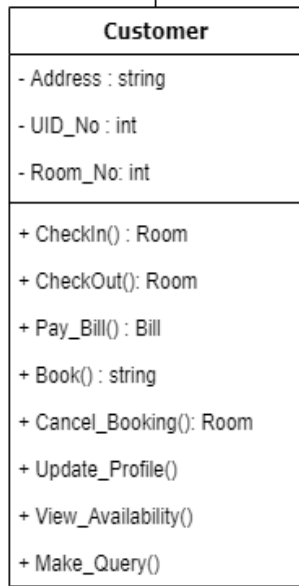 Customer
- Address : string
- UID_No : int
- Room_No: int
+ CheckIn() : Room
+ CheckOut(): Room
+ Pay_Bill() : Bill
+ Book() : string
+ Cancel_Booking(): Room
+ Update_Profile()
+ View_Availability()
+ Make_Query()